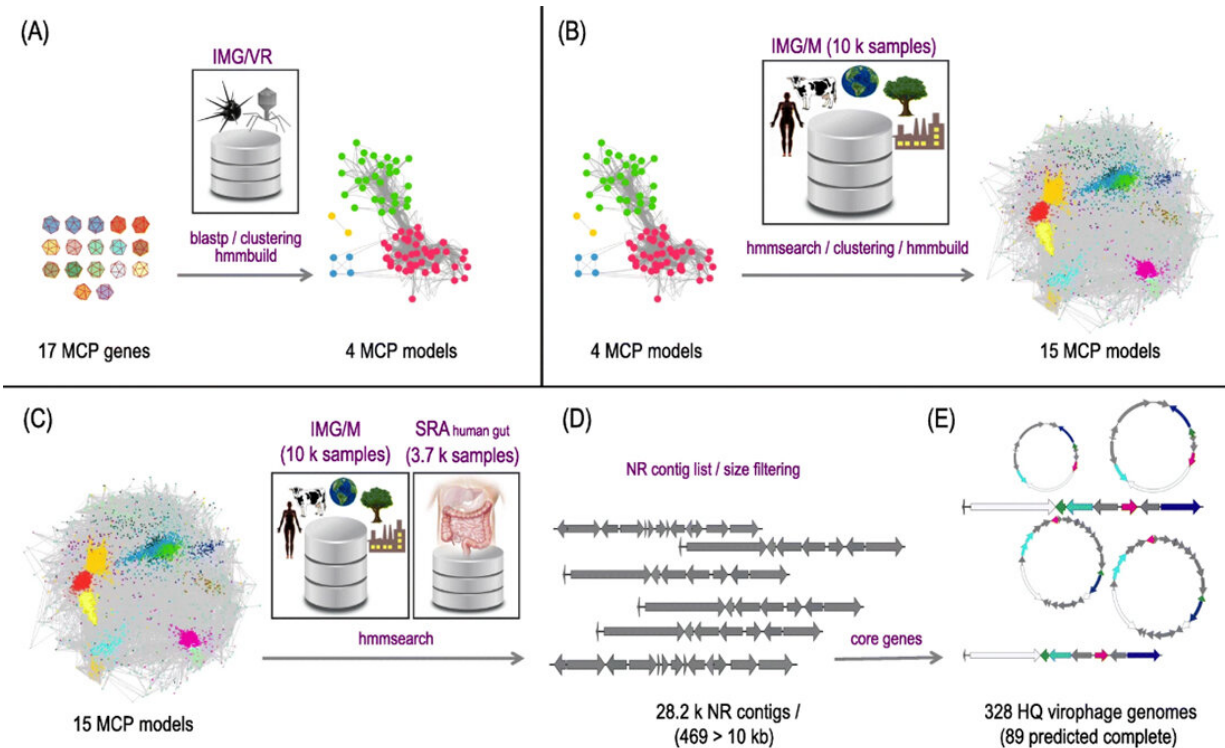 (A)
IMG/VR
blastp / clustering
hmmbuild
17 MCP genes
4 MCP models
(B)
IMG/M (10 k samples)
hmmsearch / clustering / hmmbuild
4 MCP models
15 MCP models
(C)
IMG/M
(10 k samples)
SRA human gut
(3.7 k samples)
hmmsearch
15 MCP models
(D)
NR contig list / size filtering
core genes
28.2 k NR contigs /
(469 > 10 kb)
(E)
328 HQ virophage genomes
(89 predicted complete)